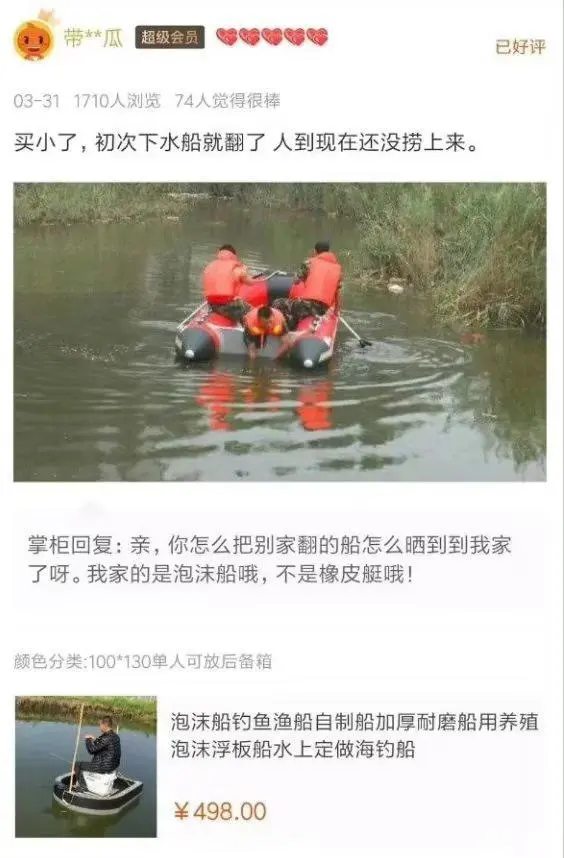 带**瓜 超级会员
已好评
03-31 1710人浏览 74人觉得很棒
买小了，初次下水船就翻了 人到现在还没捞上来。
掌柜回复：亲，你怎么把别家翻的船怎么晒到到我家
了呀。我家的是泡沫船哦，不是橡皮艇哦！
颜色分类:100*130单人可放后备箱
泡沫船钓鱼渔船自制船加厚耐磨船用养殖
泡沫浮板船水上定做海钓船
￥498.00